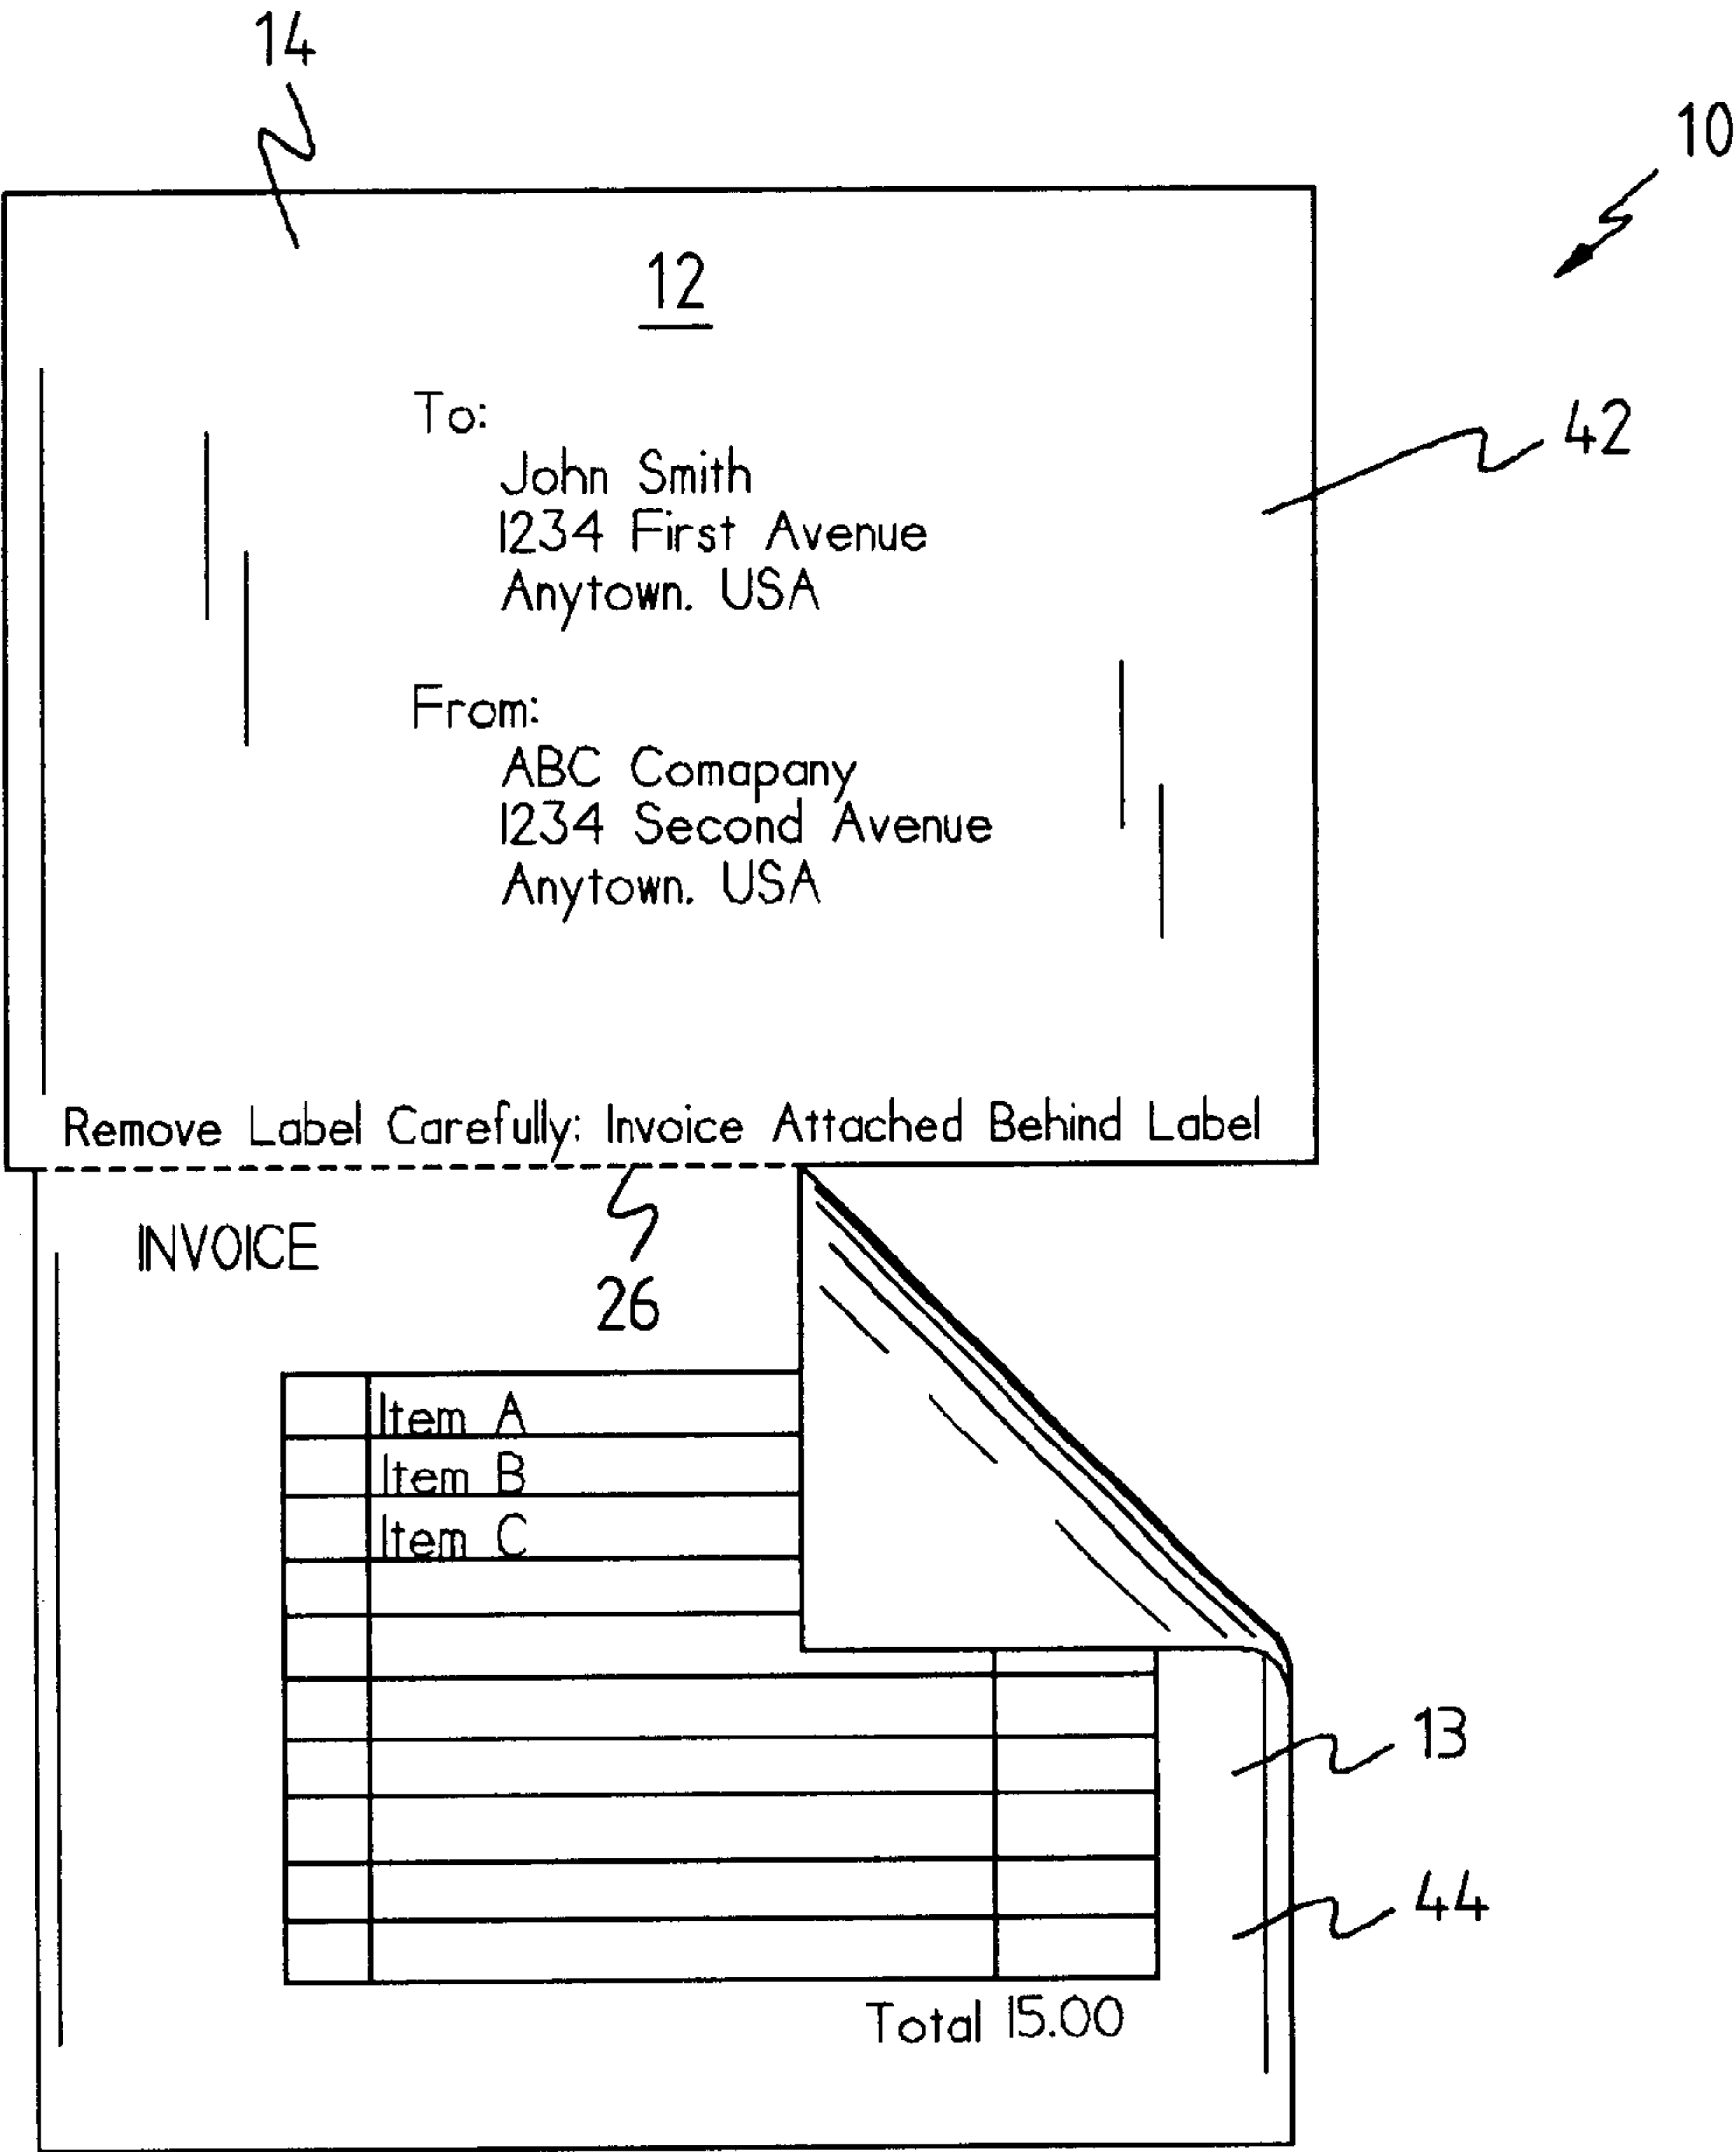 14
10
12
To:
42
John Smith
1234 First Avenue
Anytown. USA
From:
ABC Comapany
1234 Second Avenue
Anytown. USA
Remove Label Carefully; Invoice Attached Behind Label
INVOICE
26
Item A
Item B
Item C
13
44
Total 15.00